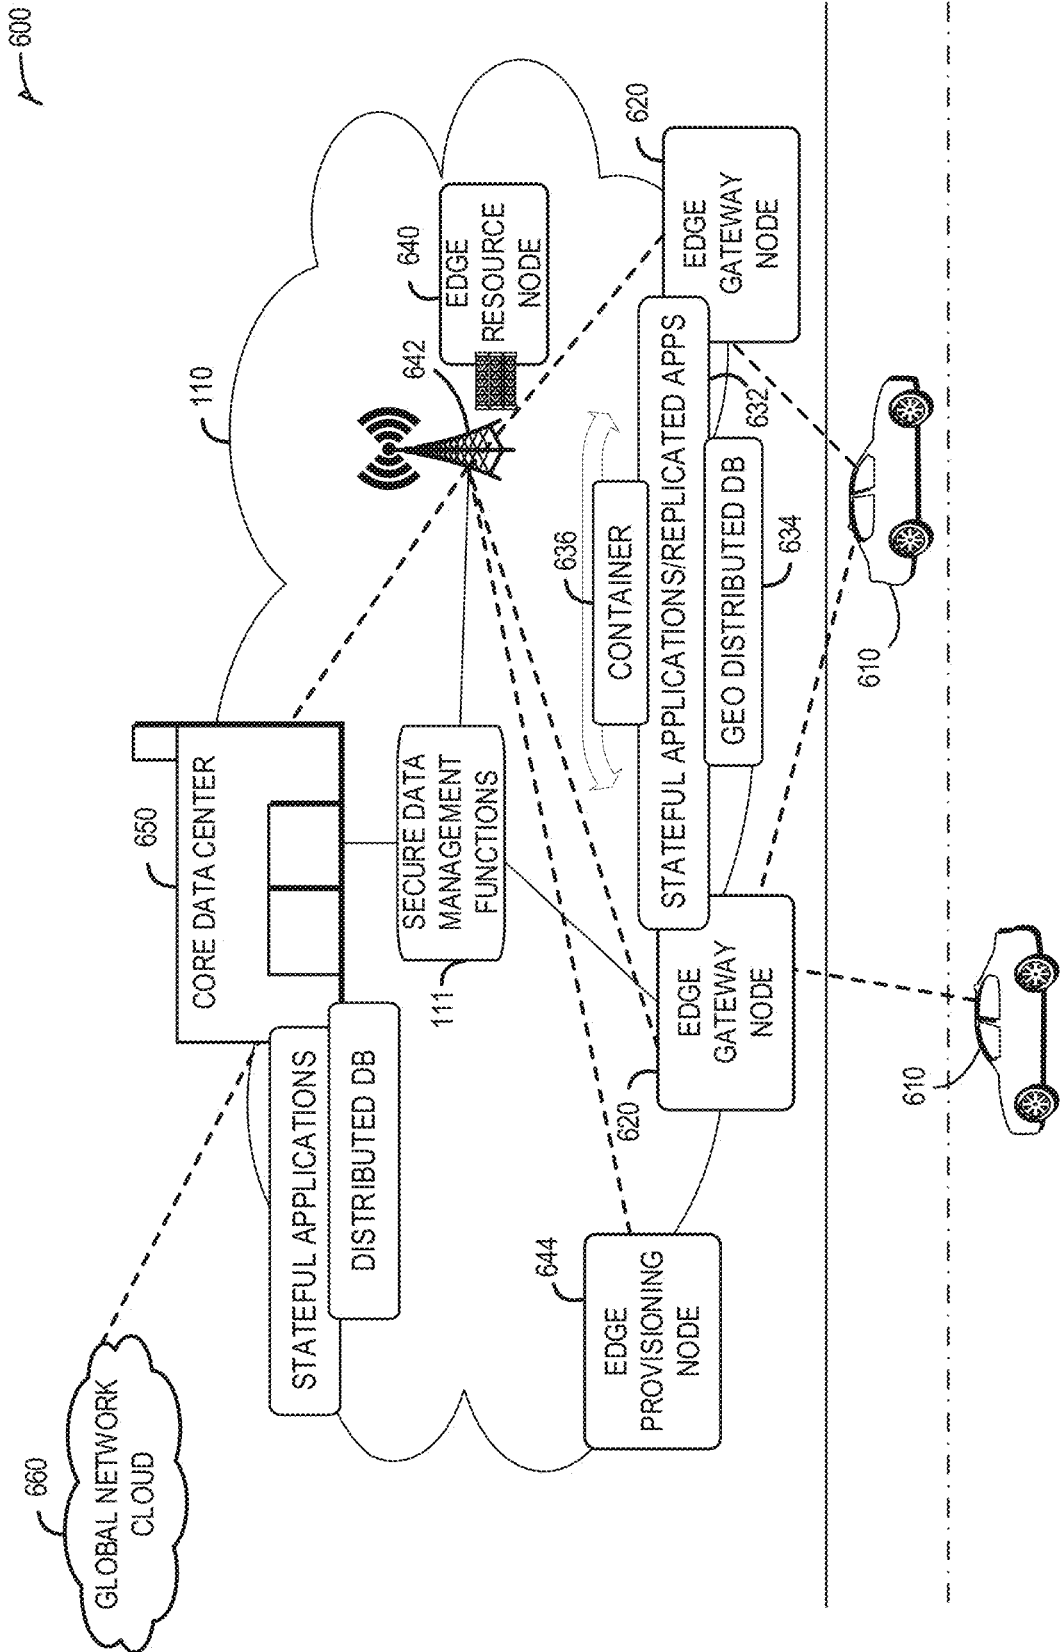 600
660
GLOBAL NETWORK
CLOUD
650
CORE DATA CENTER
110
STATEFUL APPLICATIONS
DISTRIBUTED DB
111
SECURE DATA
MANAGEMENT
FUNCTIONS
642
640
EDGE
RESOURCE
NODE
644
EDGE
PROVISIONING
NODE
620
EDGE
GATEWAY
NODE
636
CONTAINER
STATEFUL APPLICATIONS/REPLICATED APPS
632
GEO DISTRIBUTED DB
634
620
EDGE
GATEWAY
NODE
610
610